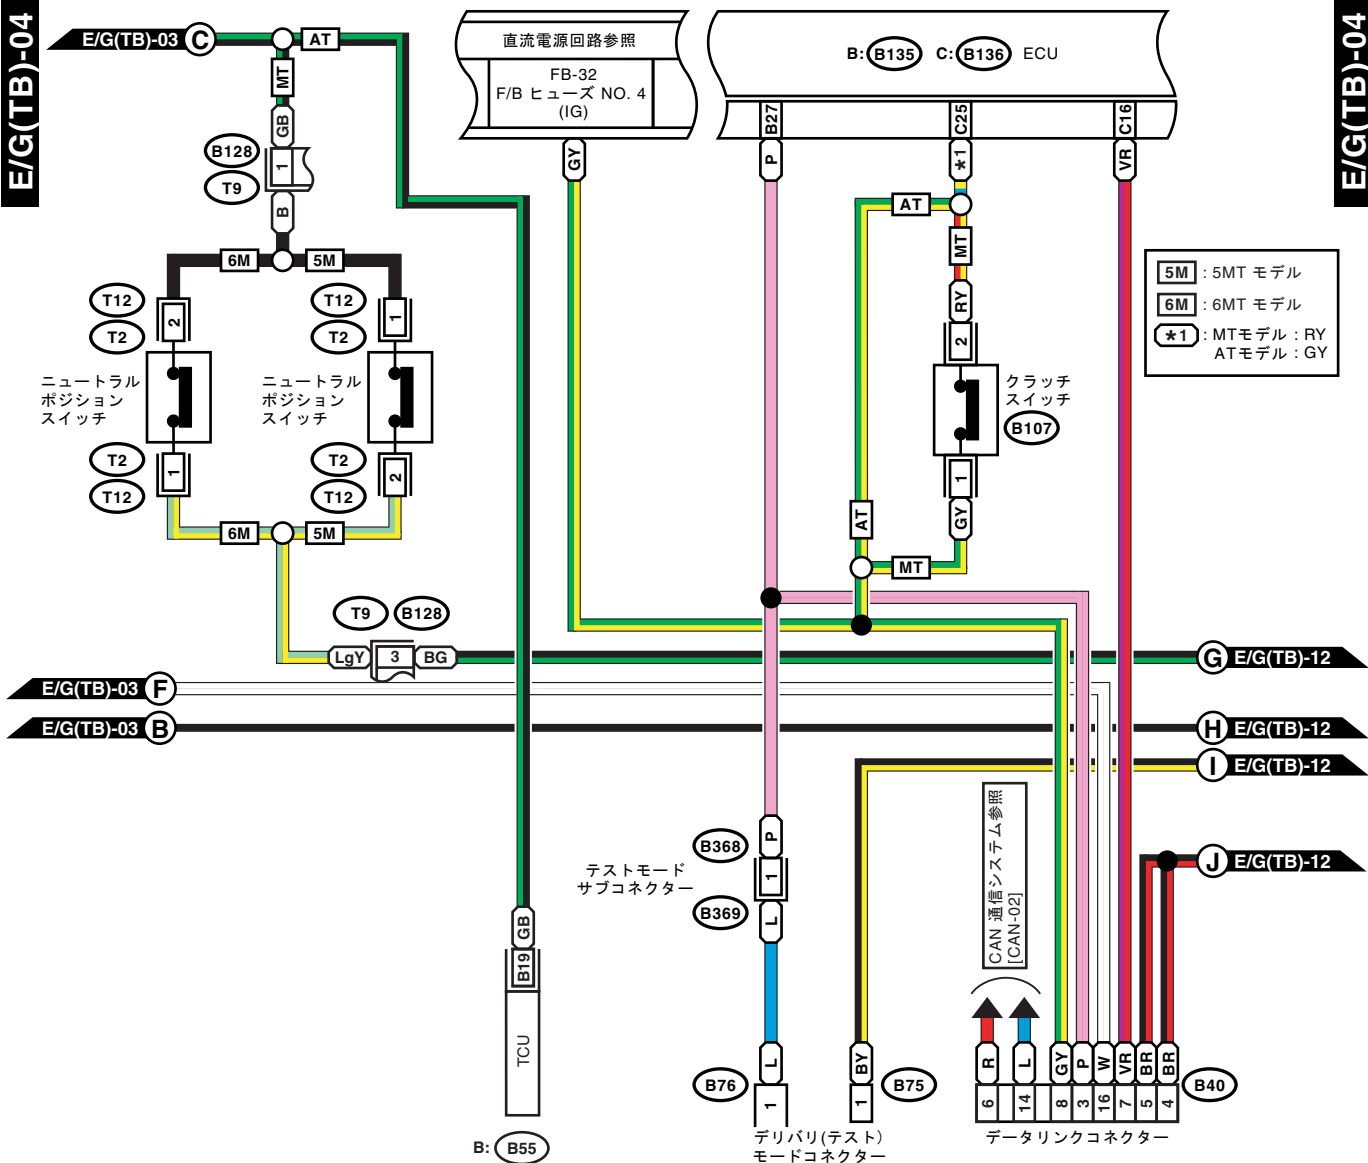 E/G(TB)-04
E/G(TB)-04
E/G(TB)-03 C
AT
MT
GB
B128
1
T9
B
6M
5M
T12
T2
2
T12
T2
1
ニュートラル
ポジション
スイッチ
ニュートラル
ポジション
スイッチ
T2
T12
1
T2
T12
2
6M
5M
T9
B128
LgY
3
BG
直流電源回路参照
FB-32
F/B ヒューズ NO. 4
(IG)
GY
B: B135 C: B136 ECU
B27
C25
C16
P
*1
VR
AT
MT
RY
2
クラッチ
スイッチ
B107
1
GY
AT
MT
5M : 5MT モデル
6M : 6MT モデル
*1 : MTモデル : RY
ATモデル : GY
G E/G(TB)-12
E/G(TB)-03 F
E/G(TB)-03 B
H E/G(TB)-12
I E/G(TB)-12
J E/G(TB)-12
B368
P
テストモード
サブコネクター
1
B369
L
GB
B19
TCU
B: B55
B76
L
1
BY
1
B75
デリバリ(テスト)
モードコネクター
CAN 通信システム参照
[CAN-02]
R
L
GY
P
W
VR
BR
BR
6
14
8
3
16
7
5
4
B40
データリンクコネクター